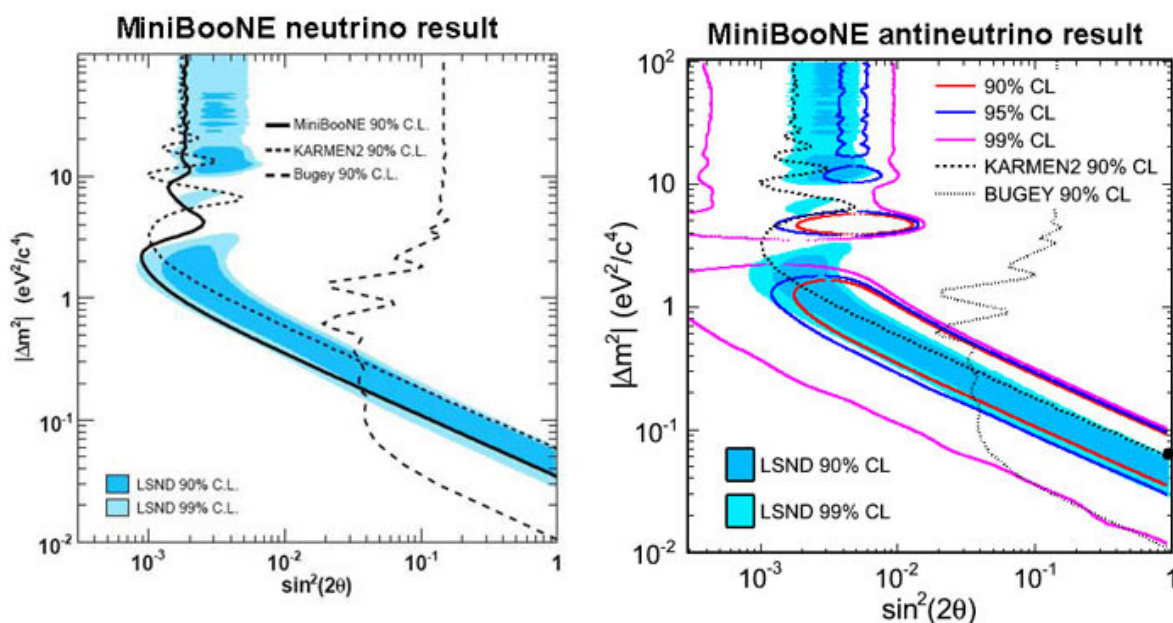 MiniBooNE neutrino result
|Δm²| (eV²/c⁴)
10
1
10⁻¹
10⁻²
MiniBooNE 90% C.L.
KARMEN2 90% C.L.
Bugey 90% C.L.
LSND 90% C.L.
LSND 99% C.L.
10⁻³ 10⁻² 10⁻¹ 1
sin²(2θ)
MiniBooNE antineutrino result
|Δm²| (eV²/c⁴)
10²
10
1
10⁻¹
10⁻²
90% CL
95% CL
99% CL
KARMEN2 90% CL
BUGEY 90% CL
LSND 90% CL
LSND 99% CL
10⁻³ 10⁻² 10⁻¹ 1
sin²(2θ)